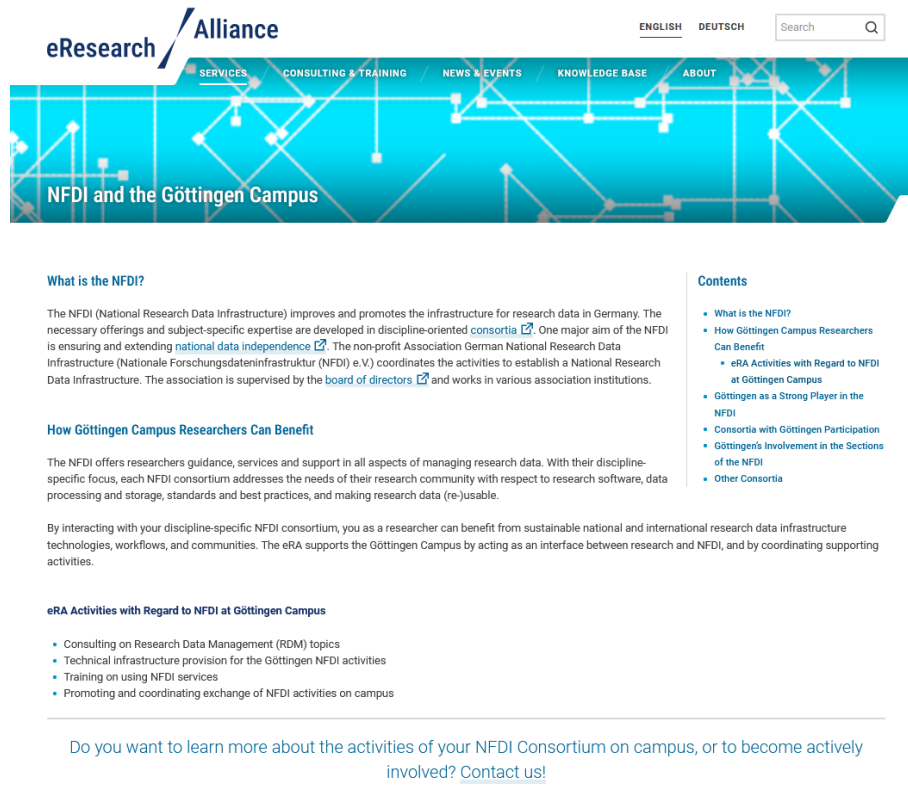 eResearch Alliance
ENGLISH DEUTSCH
Search
SERVICES CONSULTING & TRAINING NEWS & EVENTS KNOWLEDGE BASE ABOUT
NFDI and the Göttingen Campus
What is the NFDI?
The NFDI (National Research Data Infrastructure) improves and promotes the infrastructure for research data in Germany. The
necessary offerings and subject-specific expertise are developed in discipline-oriented consortia. One major aim of the NFDI
is ensuring and extending national data independence. The non-profit Association German National Research Data
Infrastructure (Nationale Forschungsdateninfrastruktur (NFDI) e.V.) coordinates the activities to establish a National Research
Data Infrastructure. The association is supervised by the board of directors and works in various association institutions.
Contents
What is the NFDI?
How Göttingen Campus Researchers
Can Benefit
eRA Activities with Regard to NFDI
at Göttingen Campus
Göttingen as a Strong Player in the
NFDI
Consortia with Göttingen Participation
Göttingen's Involvement in the Sections
of the NFDI
Other Consortia
How Göttingen Campus Researchers Can Benefit
The NFDI offers researchers guidance, services and support in all aspects of managing research data. With their discipline-
specific focus, each NFDI consortium addresses the needs of their research community with respect to research software, data
processing and storage, standards and best practices, and making research data (re-)usable.
By interacting with your discipline-specific NFDI consortium, you as a researcher can benefit from sustainable national and international research data infrastructure
technologies, workflows, and communities. The eRA supports the Göttingen Campus by acting as an interface between research and NFDI, and by coordinating supporting
activities.
eRA Activities with Regard to NFDI at Göttingen Campus
Consulting on Research Data Management (RDM) topics
Technical infrastructure provision for the Göttingen NFDI activities
Training on using NFDI services
Promoting and coordinating exchange of NFDI activities on campus
Do you want to learn more about the activities of your NFDI Consortium on campus, or to become actively
involved? Contact us!